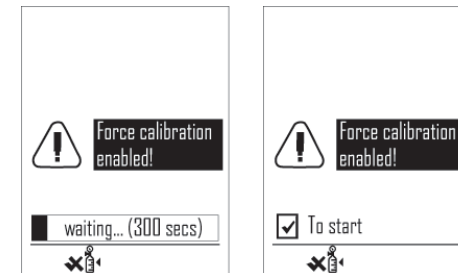 Force calibration
enabled!
waiting... (300 secs)
Force calibration
enabled!
To start